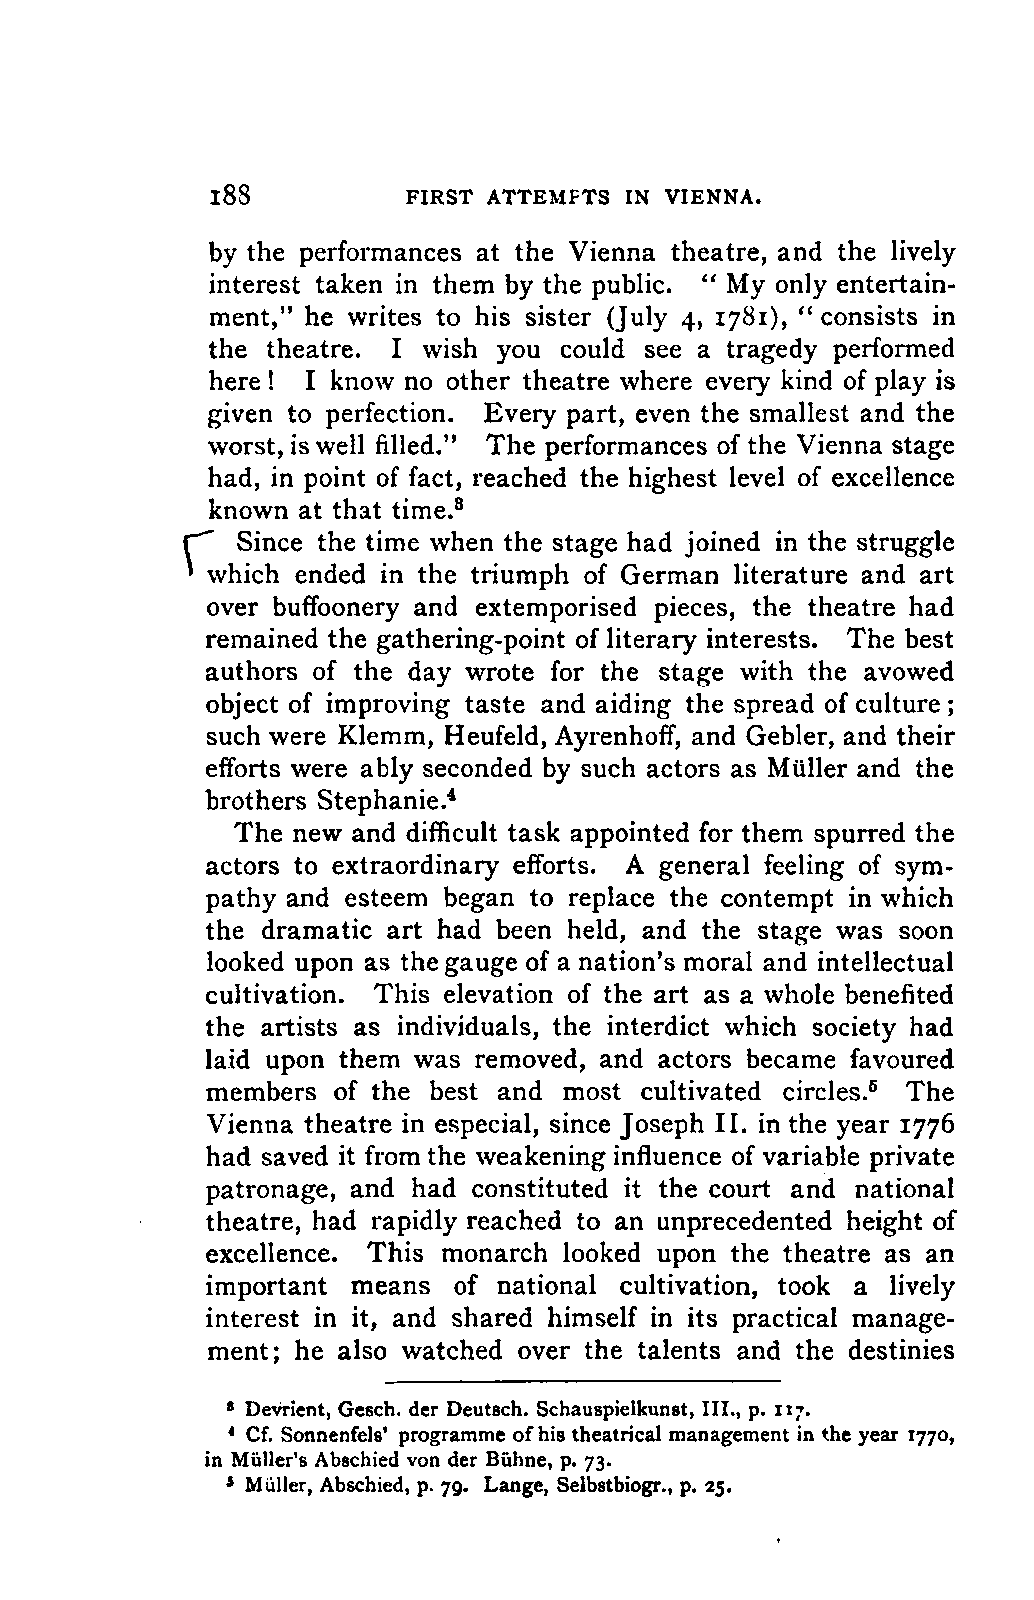 188 FIRST ATTEMPTS IN VIENNA.
by the performances at the Vienna theatre, and the lively
interest taken in them by the public. “ My only entertain-
ment,” he writes to his sister (July 4, 1781), “ consists in
the theatre. I wish you could see a tragedy performed
here ! I know no other theatre where every kind of play is
given to perfection. Every part, even the smallest and the
worst, is well filled.” The performances of the Vienna stage
had, in point of fact, reached the highest level of excellence
known at that time.³
Since the time when the stage had joined in the struggle
which ended in the triumph of German literature and art
over buffoonery and extemporised pieces, the theatre had
remained the gathering-point of literary interests. The best
authors of the day wrote for the stage with the avowed
object of improving taste and aiding the spread of culture ;
such were Klemm, Heufeld, Ayrenhoff, and Gebler, and their
efforts were ably seconded by such actors as Müller and the
brothers Stephanie.⁴
The new and difficult task appointed for them spurred the
actors to extraordinary efforts. A general feeling of sym-
pathy and esteem began to replace the contempt in which
the dramatic art had been held, and the stage was soon
looked upon as the gauge of a nation’s moral and intellectual
cultivation. This elevation of the art as a whole benefited
the artists as individuals, the interdict which society had
laid upon them was removed, and actors became favoured
members of the best and most cultivated circles.⁵ The
Vienna theatre in especial, since Joseph II. in the year 1776
had saved it from the weakening influence of variable private
patronage, and had constituted it the court and national
theatre, had rapidly reached to an unprecedented height of
excellence. This monarch looked upon the theatre as an
important means of national cultivation, took a lively
interest in it, and shared himself in its practical manage-
ment; he also watched over the talents and the destinies
³ Devrient, Gesch. der Deutsch. Schauspielkunst, III., p. 117.
⁴ Cf. Sonnenfels’ programme of his theatrical management in the year 1770,
in Müller’s Abschied von der Bühne, p. 73.
⁵ Müller, Abschied, p. 79. Lange, Selbstbiogr., p. 25.